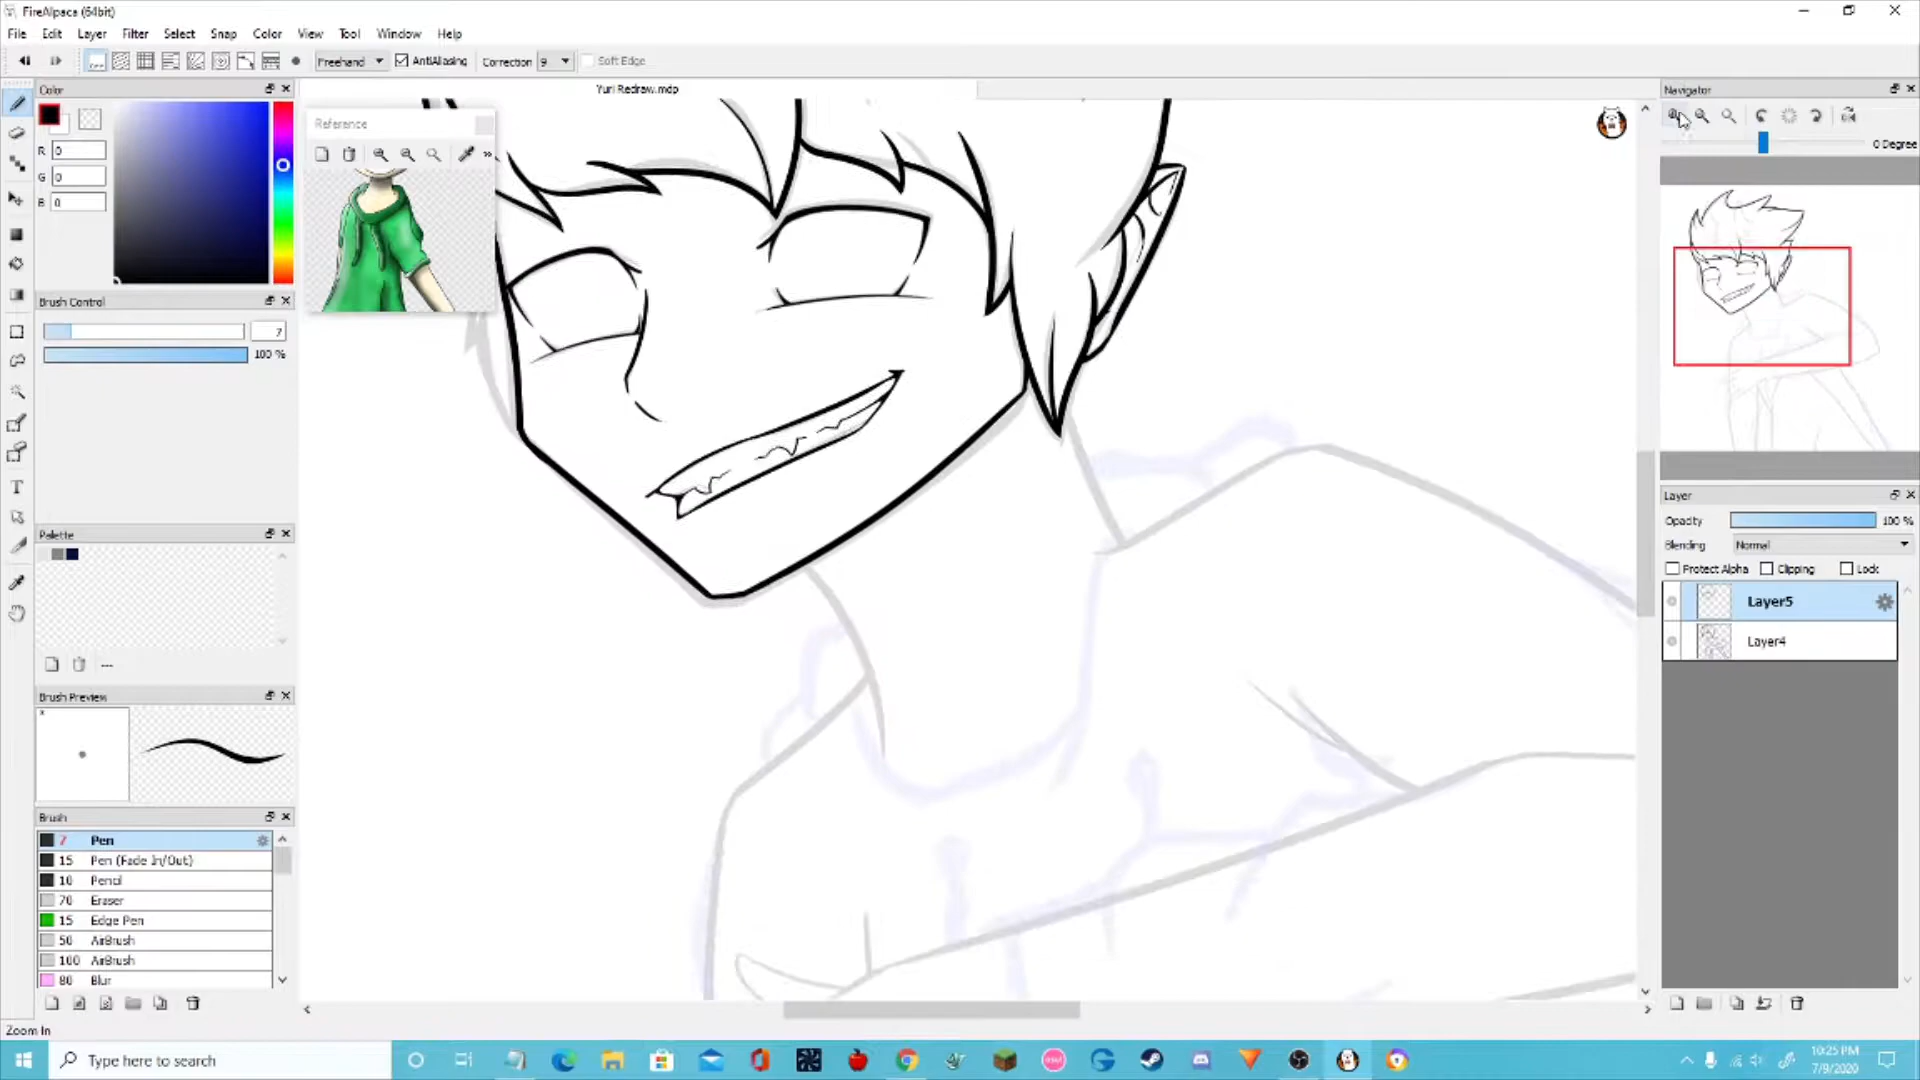 FireAlpaca (64bit)
File Edit Layer Filter Select Snap Color View Tool Window Help
Freehand AntiAliasing Correction 9 Soft Edge
Color
Yuri Redraw.mdp
Navigator
Reference
0 Degree
R 0
G 0
B 0
Brush Control
7
100 %
Palette
Layer
Opacity 100 %
Blending Normal
Protect Alpha Clipping Lock
Layer5
Layer4
Brush Preview
Brush
7 Pen
15 Pen (Fade In/Out)
10 Pencil
70 Eraser
15 Edge Pen
50 AirBrush
100 AirBrush
80 Blur
Zoom In
Type here to search
10:25 PM
7/9/2020